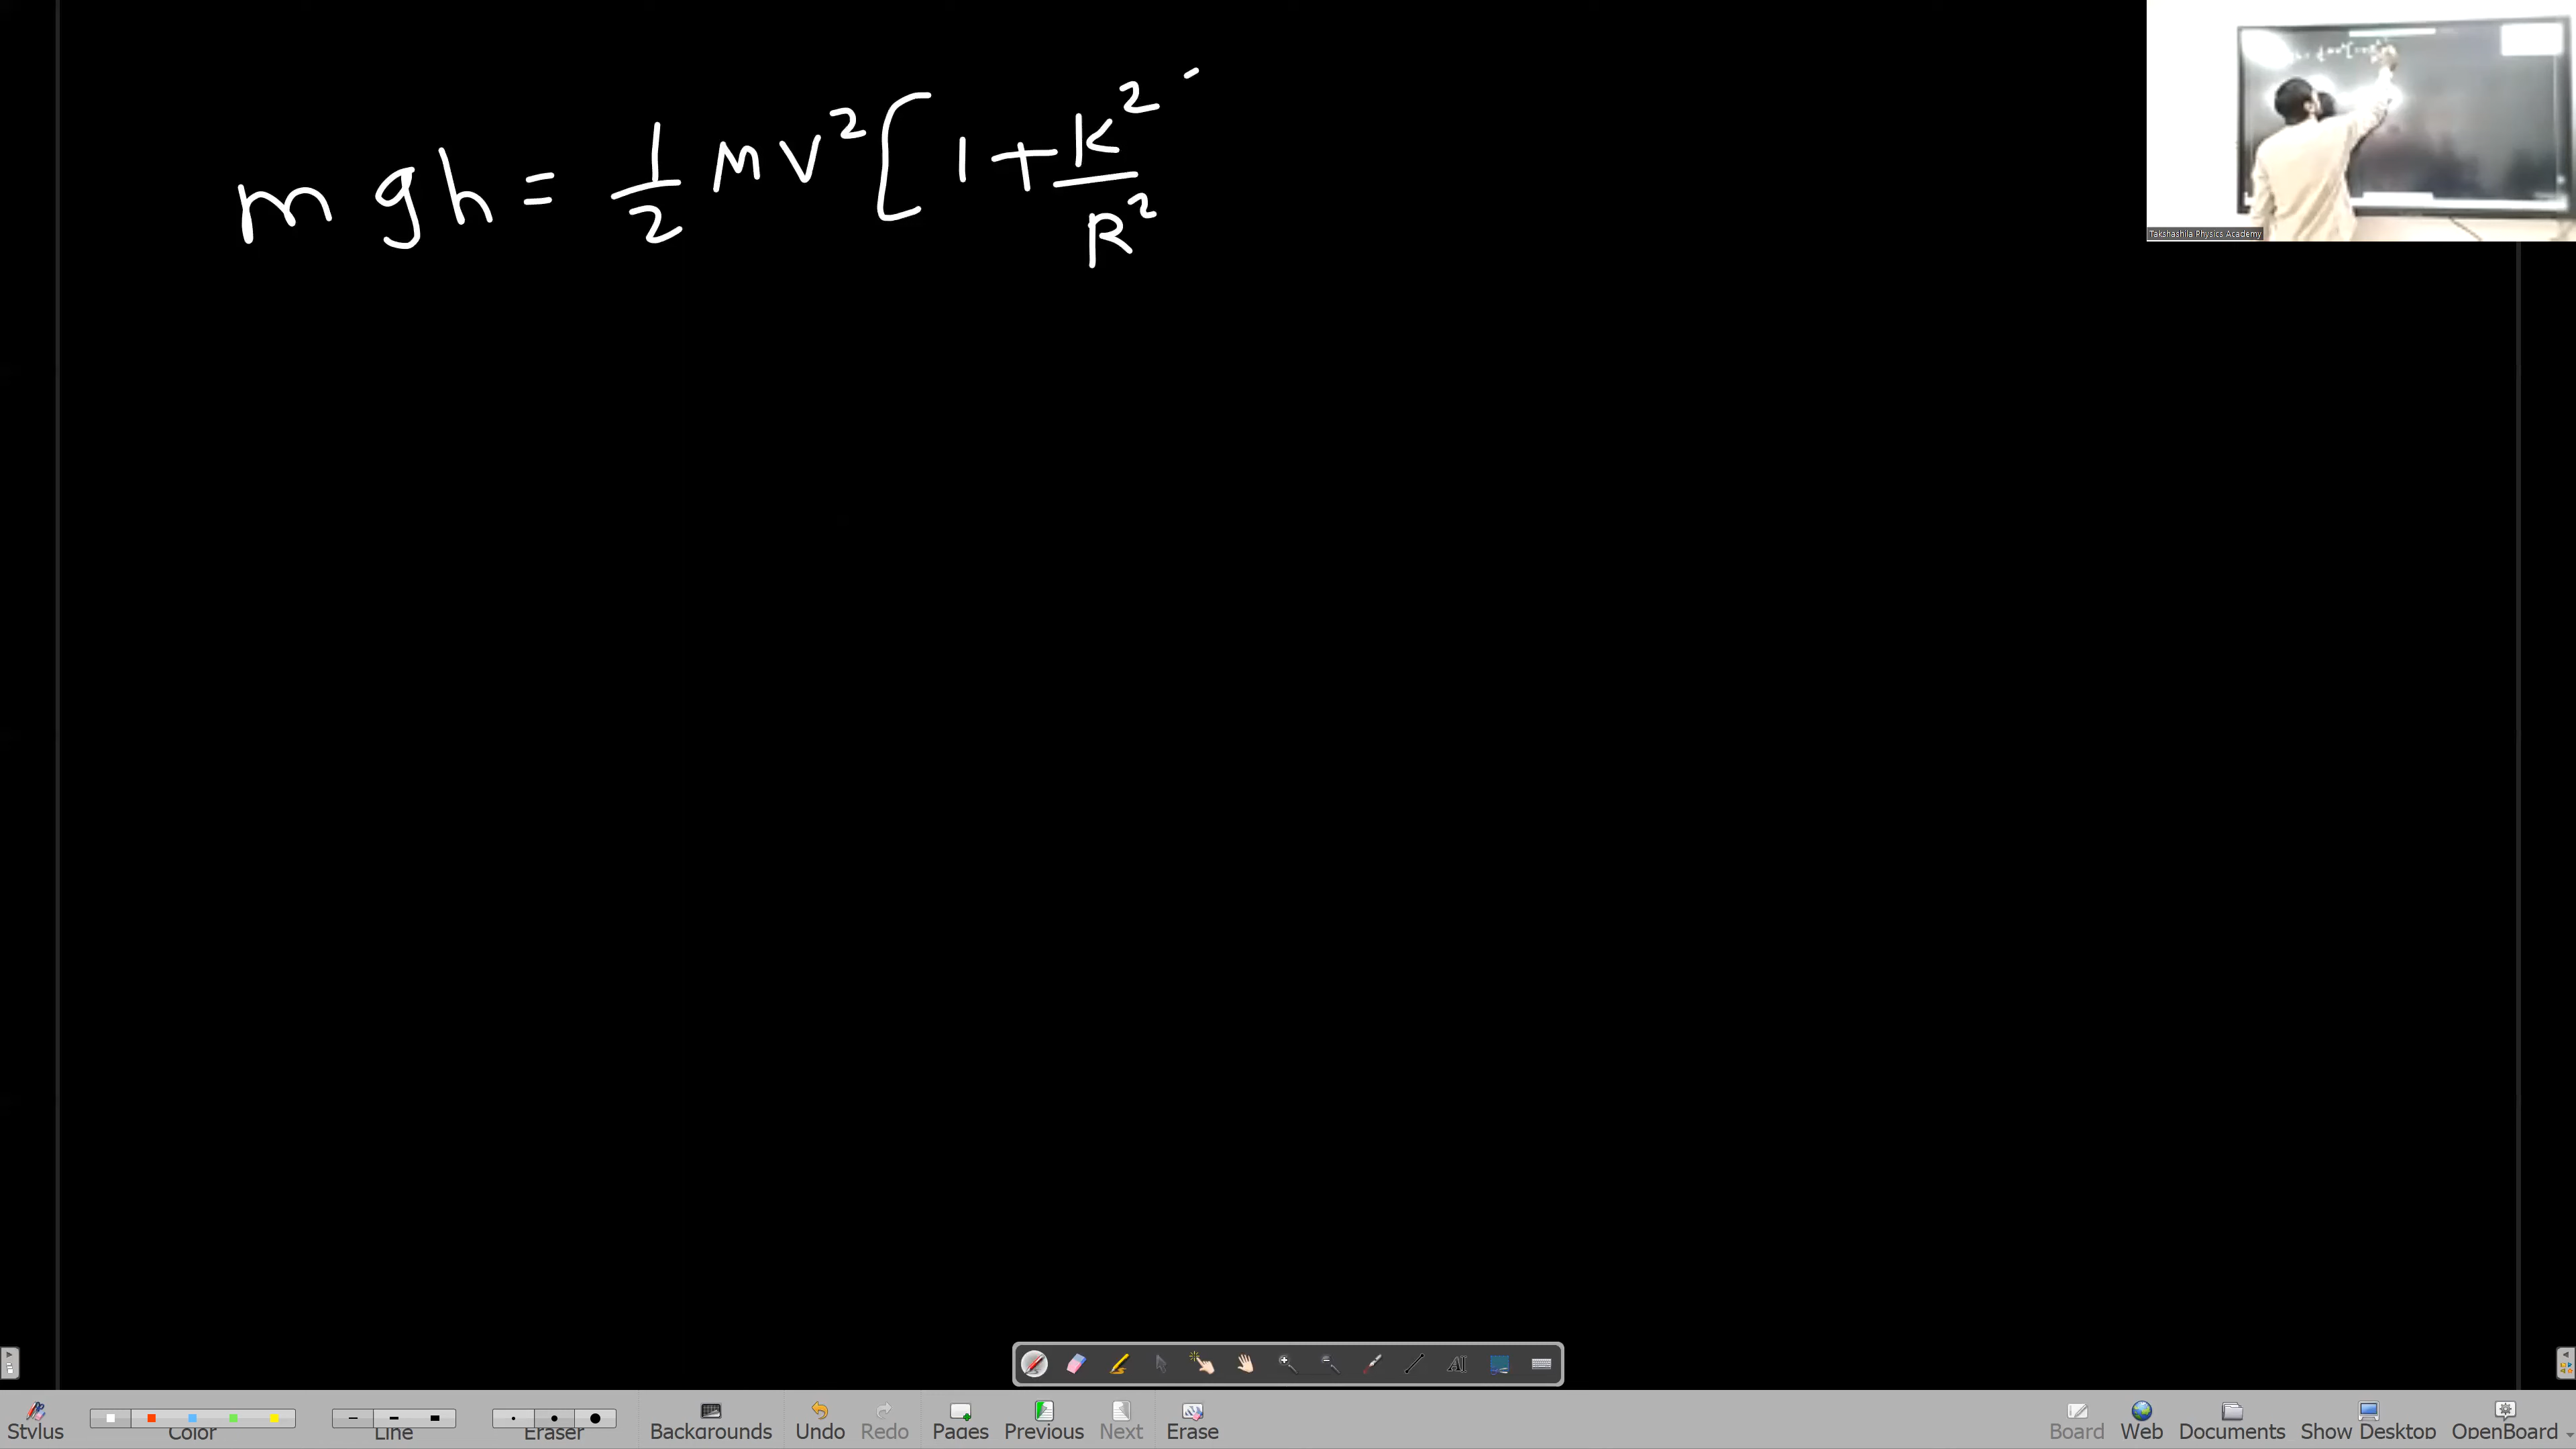 mgh = 1/2 MV² [ 1 + K²/R²
Takshashila Physics Academy
Stylus Color Line Eraser Backgrounds Undo Redo Pages Previous Next Erase Board Web Documents Show Desktop OpenBoard